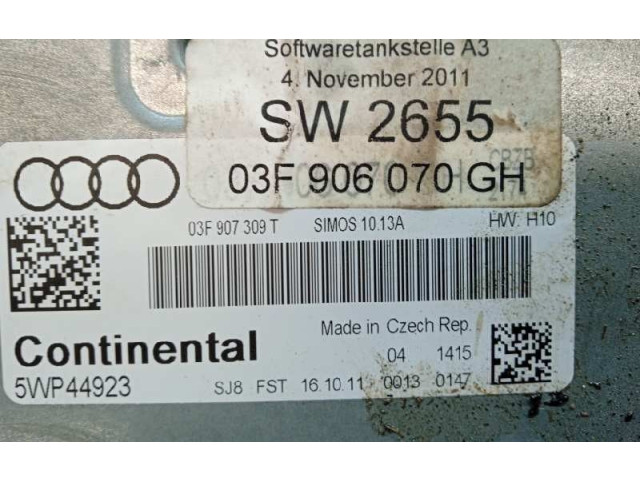 Softwaretankstelle A3
4. November 2011
SW 2655
03F 906 070 GH
03F 907 309 T SIMOS 10.13A HW: H10
Continental
Made in Czech Rep.
04 1415
5WP44923
SJ8 FST 16.10.11 0013 0147